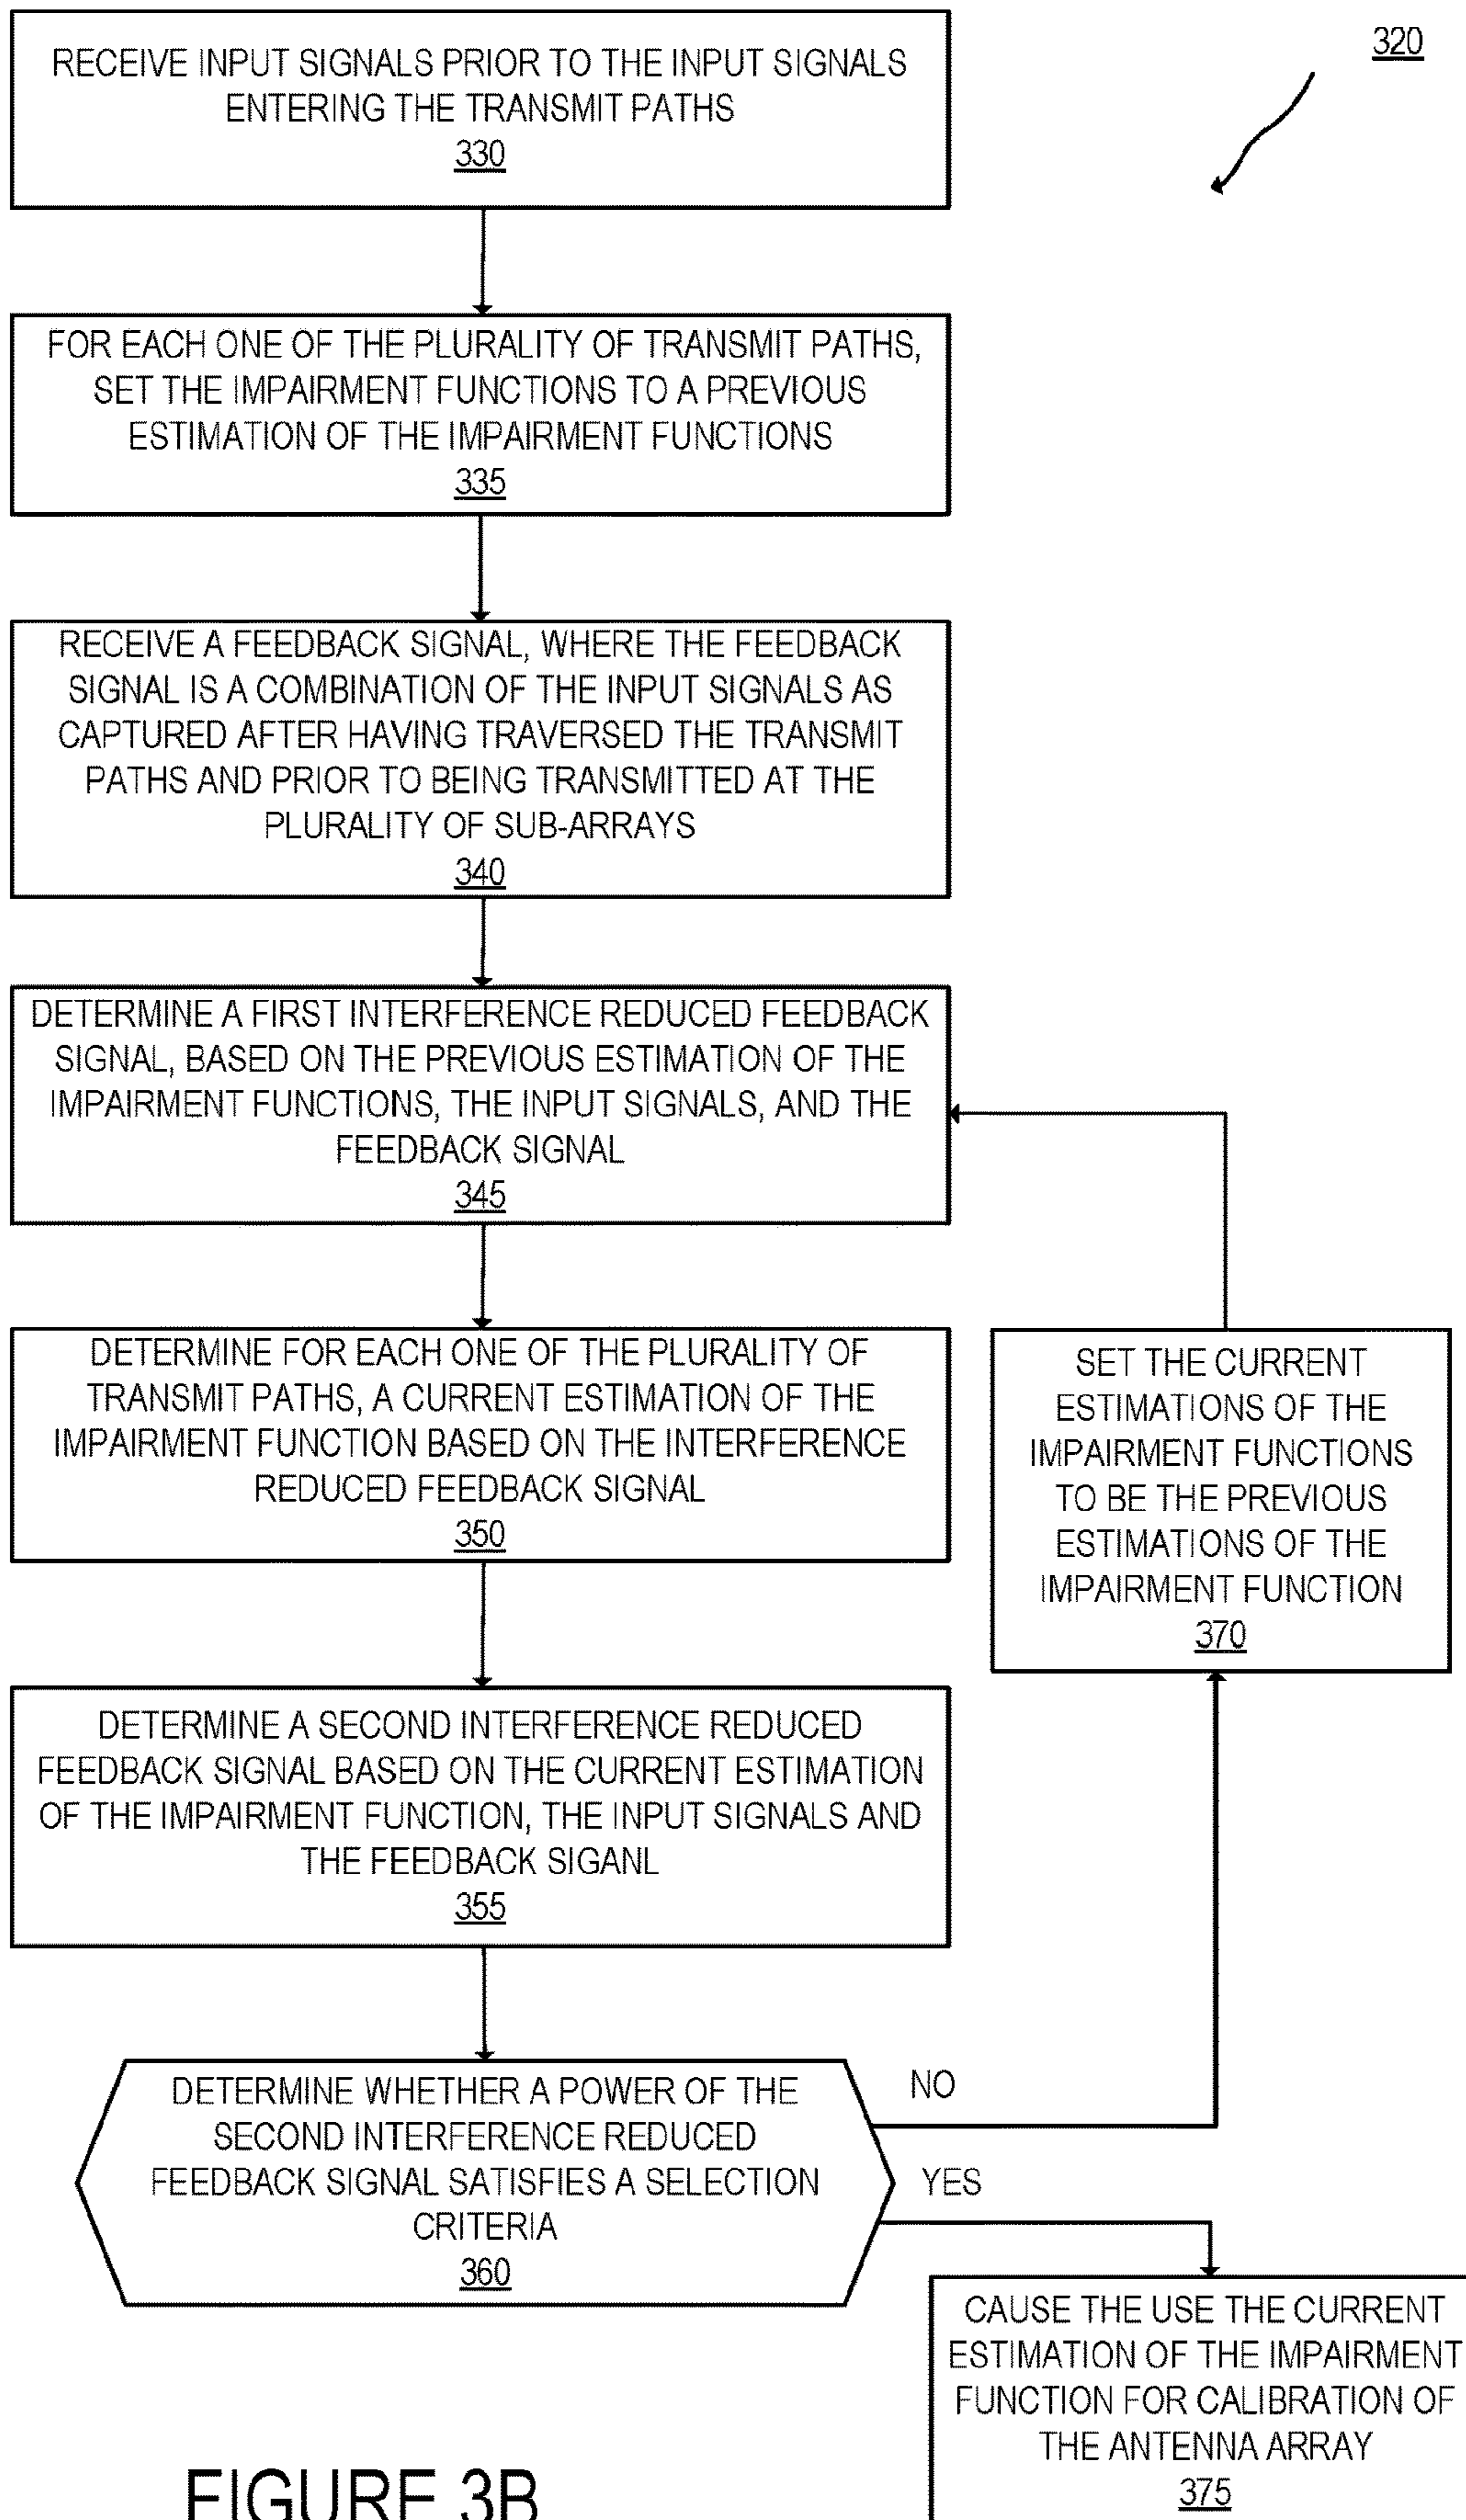 320
RECEIVE INPUT SIGNALS PRIOR TO THE INPUT SIGNALS
ENTERING THE TRANSMIT PATHS
330
FOR EACH ONE OF THE PLURALITY OF TRANSMIT PATHS,
SET THE IMPAIRMENT FUNCTIONS TO A PREVIOUS
ESTIMATION OF THE IMPAIRMENT FUNCTIONS
335
RECEIVE A FEEDBACK SIGNAL, WHERE THE FEEDBACK
SIGNAL IS A COMBINATION OF THE INPUT SIGNALS AS
CAPTURED AFTER HAVING TRAVERSED THE TRANSMIT
PATHS AND PRIOR TO BEING TRANSMITTED AT THE
PLURALITY OF SUB-ARRAYS
340
DETERMINE A FIRST INTERFERENCE REDUCED FEEDBACK
SIGNAL, BASED ON THE PREVIOUS ESTIMATION OF THE
IMPAIRMENT FUNCTIONS, THE INPUT SIGNALS, AND THE
FEEDBACK SIGNAL
345
DETERMINE FOR EACH ONE OF THE PLURALITY OF
TRANSMIT PATHS, A CURRENT ESTIMATION OF THE
IMPAIRMENT FUNCTION BASED ON THE INTERFERENCE
REDUCED FEEDBACK SIGNAL
350
SET THE CURRENT
ESTIMATIONS OF THE
IMPAIRMENT FUNCTIONS
TO BE THE PREVIOUS
ESTIMATIONS OF THE
IMPAIRMENT FUNCTION
370
DETERMINE A SECOND INTERFERENCE REDUCED
FEEDBACK SIGNAL BASED ON THE CURRENT ESTIMATION
OF THE IMPAIRMENT FUNCTION, THE INPUT SIGNALS AND
THE FEEDBACK SIGANL
355
DETERMINE WHETHER A POWER OF THE
SECOND INTERFERENCE REDUCED
FEEDBACK SIGNAL SATISFIES A SELECTION
CRITERIA
360
NO
YES
CAUSE THE USE THE CURRENT
ESTIMATION OF THE IMPAIRMENT
FUNCTION FOR CALIBRATION OF
THE ANTENNA ARRAY
375
FIGURE 3B